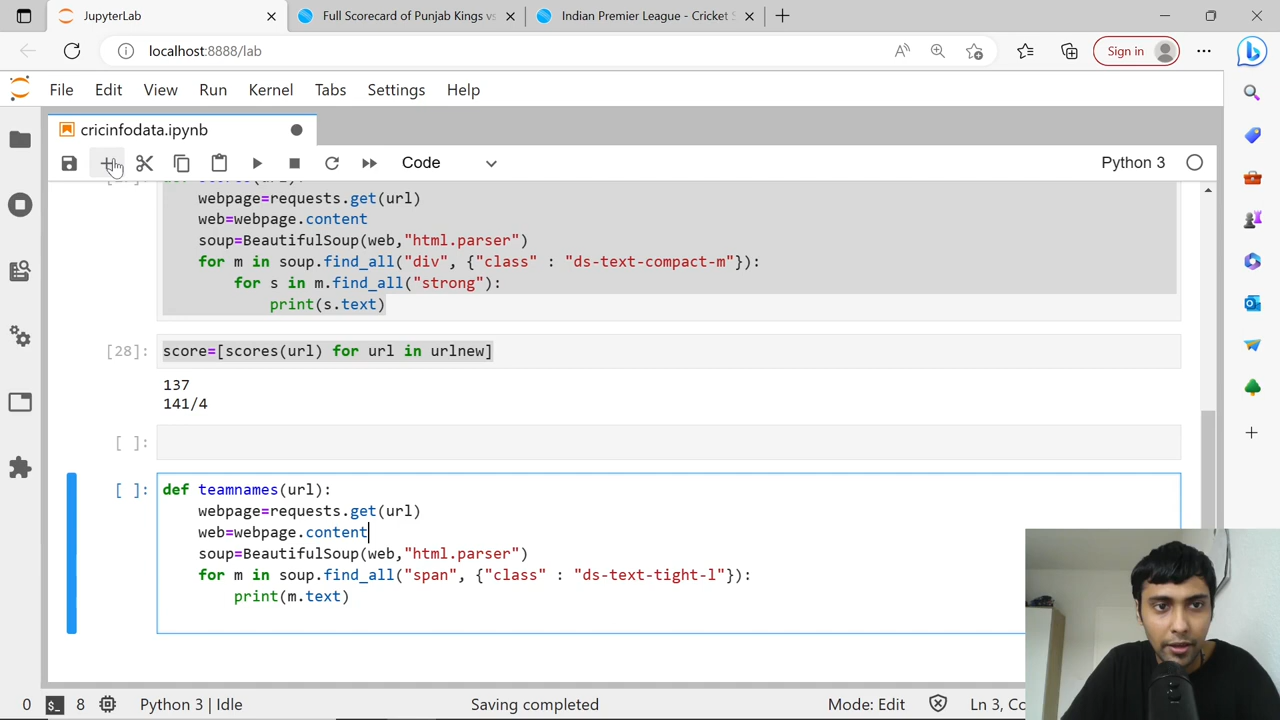 JupyterLab
Full Scorecard of Punjab Kings vs
Indian Premier League - Cricket S
localhost:8888/lab
Sign in
File Edit View Run Kernel Tabs Settings Help
cricinfodata.ipynb
Code
Python 3
webpage=requests.get(url)
web=webpage.content
soup=BeautifulSoup(web,"html.parser")
for m in soup.find_all("div", {"class" : "ds-text-compact-m"}):
for s in m.find_all("strong"):
print(s.text)
[28]: score=[scores(url) for url in urlnew]
137
141/4
[ ]:
[ ]: def teamnames(url):
webpage=requests.get(url)
web=webpage.content
soup=BeautifulSoup(web,"html.parser")
for m in soup.find_all("span", {"class" : "ds-text-tight-l"}):
print(m.text)
0 8 Python 3 | Idle Saving completed Mode: Edit Ln 3, Co